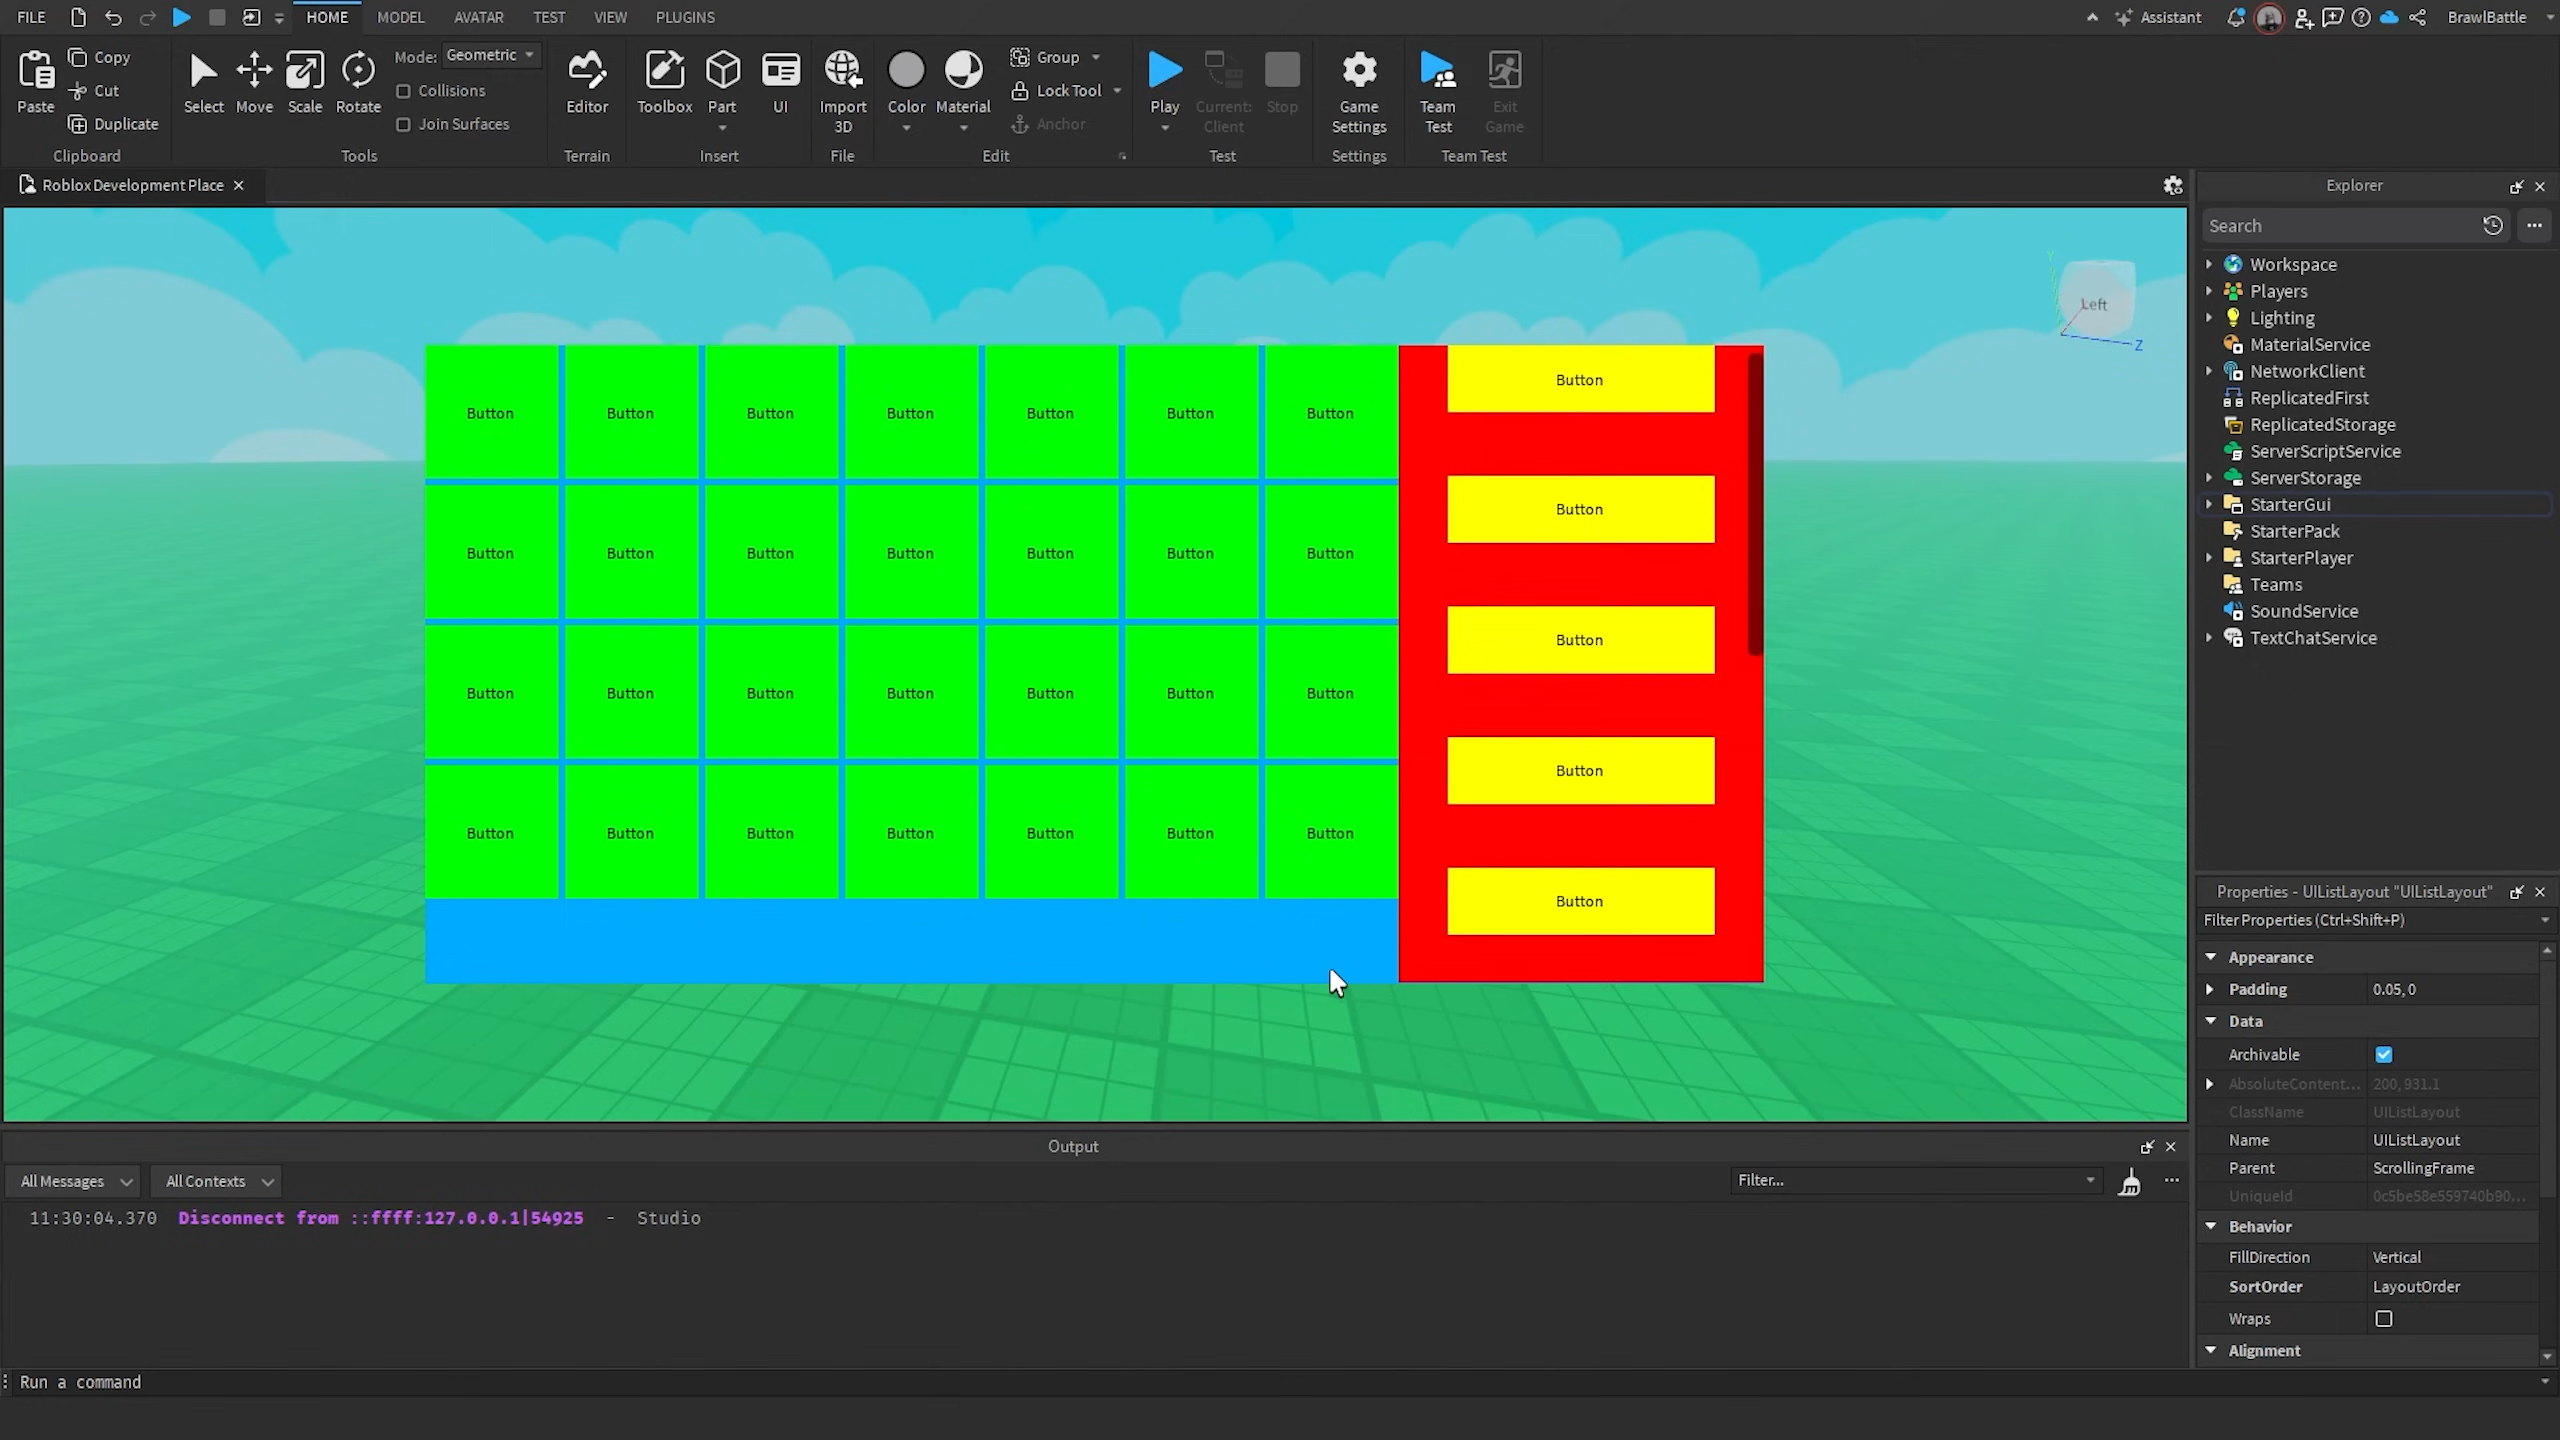 FILE HOME MODEL AVATAR TEST VIEW PLUGINS Assistant BrawlBattle
Copy Mode: Geometric Group
Cut Collisions Lock Tool
Paste Select Move Scale Rotate Editor Toolbox Part UI Import 3D Color Material Play Current: Client Stop Game Settings Team Test Exit Game
Duplicate Join Surfaces Anchor
Clipboard Tools Terrain Insert File Edit Test Settings Team Test
Roblox Development Place
Left
Y
Z
Button Button Button Button Button Button Button
Button Button Button Button Button Button Button
Button Button Button Button Button Button Button
Button Button Button Button Button Button Button
Button
Button
Button
Button
Button
Explorer
Search
Workspace
Players
Lighting
MaterialService
NetworkClient
ReplicatedFirst
ReplicatedStorage
ServerScriptService
ServerStorage
StarterGui
StarterPack
StarterPlayer
Teams
SoundService
TextChatService
Properties - UIListLayout "UIListLayout"
Filter Properties (Ctrl+Shift+P)
Appearance
Padding 0.05, 0
Data
Archivable
AbsoluteContent... 200, 931.1
ClassName UIListLayout
Name UIListLayout
Parent ScrollingFrame
UniqueId 0c5be58e559740b90...
Behavior
FillDirection Vertical
SortOrder LayoutOrder
Wraps
Alignment
Output
All Messages All Contexts Filter...
11:30:04.370 Disconnect from ::ffff:127.0.0.1|54925 - Studio
Run a command